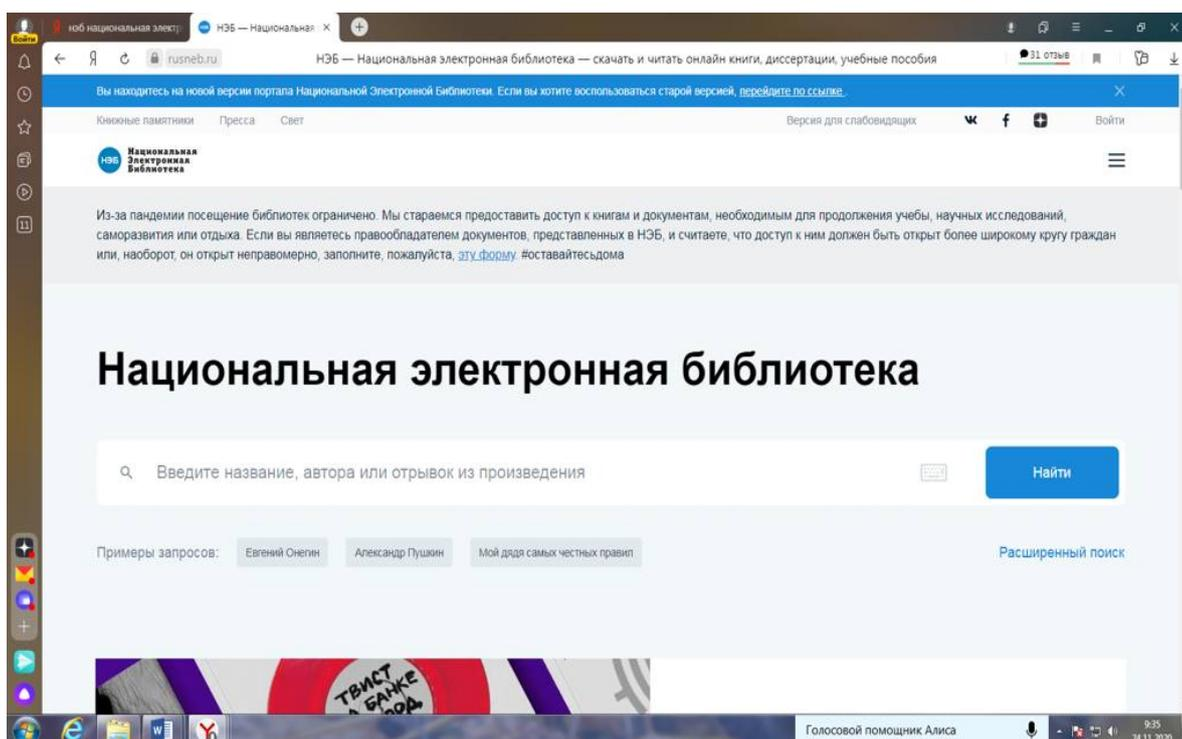 Войти
ноб национальная электр
НЭБ — Национальная
rusneb.ru
НЭБ — Национальная электронная библиотека — скачать и читать онлайн книги, диссертации, учебные пособия
31 отзыв
Вы находитесь на новой версии портала Национальной Электронной Библиотеки. Если вы хотите воспользоваться старой версией, перейдите по ссылке.
Книжные памятники Пресса Свет
Версия для слабовидящих
Войти
нэб
Национальная
Электронная
Библиотека
11
Из-за пандемии посещение библиотек ограничено. Мы стараемся предоставить доступ к книгам и документам, необходимым для продолжения учебы, научных исследований,
саморазвития или отдыха. Если вы являетесь правообладателем документов, представленных в НЭБ, и считаете, что доступ к ним должен быть открыт более широкому кругу граждан
или, наоборот, он открыт неправомерно, заполните, пожалуйста, эту форму. #оставайтесьдома
Национальная электронная библиотека
Введите название, автора или отрывок из произведения
Найти
Примеры запросов: Евгений Онегин Александр Пушкин Мой дядя самых честных правил
Расширенный поиск
ТВИСТ
БАНКЕ
Голосовой помощник Алиса
9:35
24.11.2020